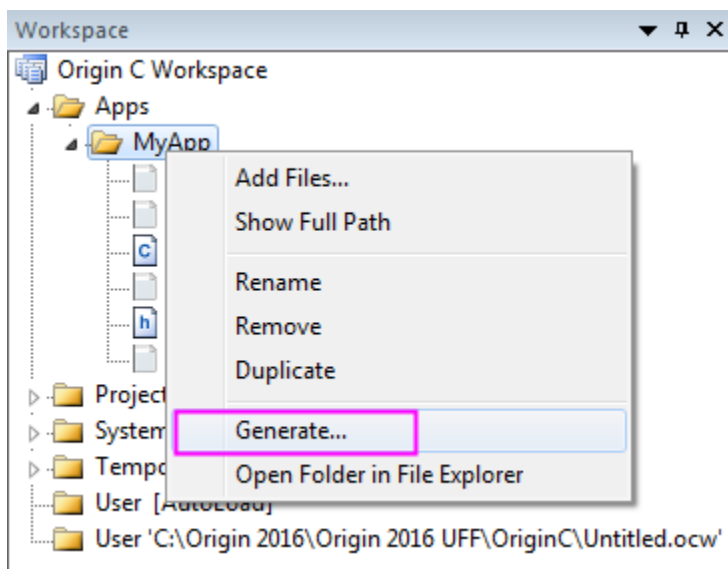 Workspace
Origin C Workspace
Apps
MyApp
Add Files...
Show Full Path
C
Rename
h
Remove
Duplicate
Project
System
Generate...
Tempo
Open Folder in File Explorer
User [AutoLoad]
User 'C:\Origin 2016\Origin 2016 UFF\OriginC\Untitled.ocw'